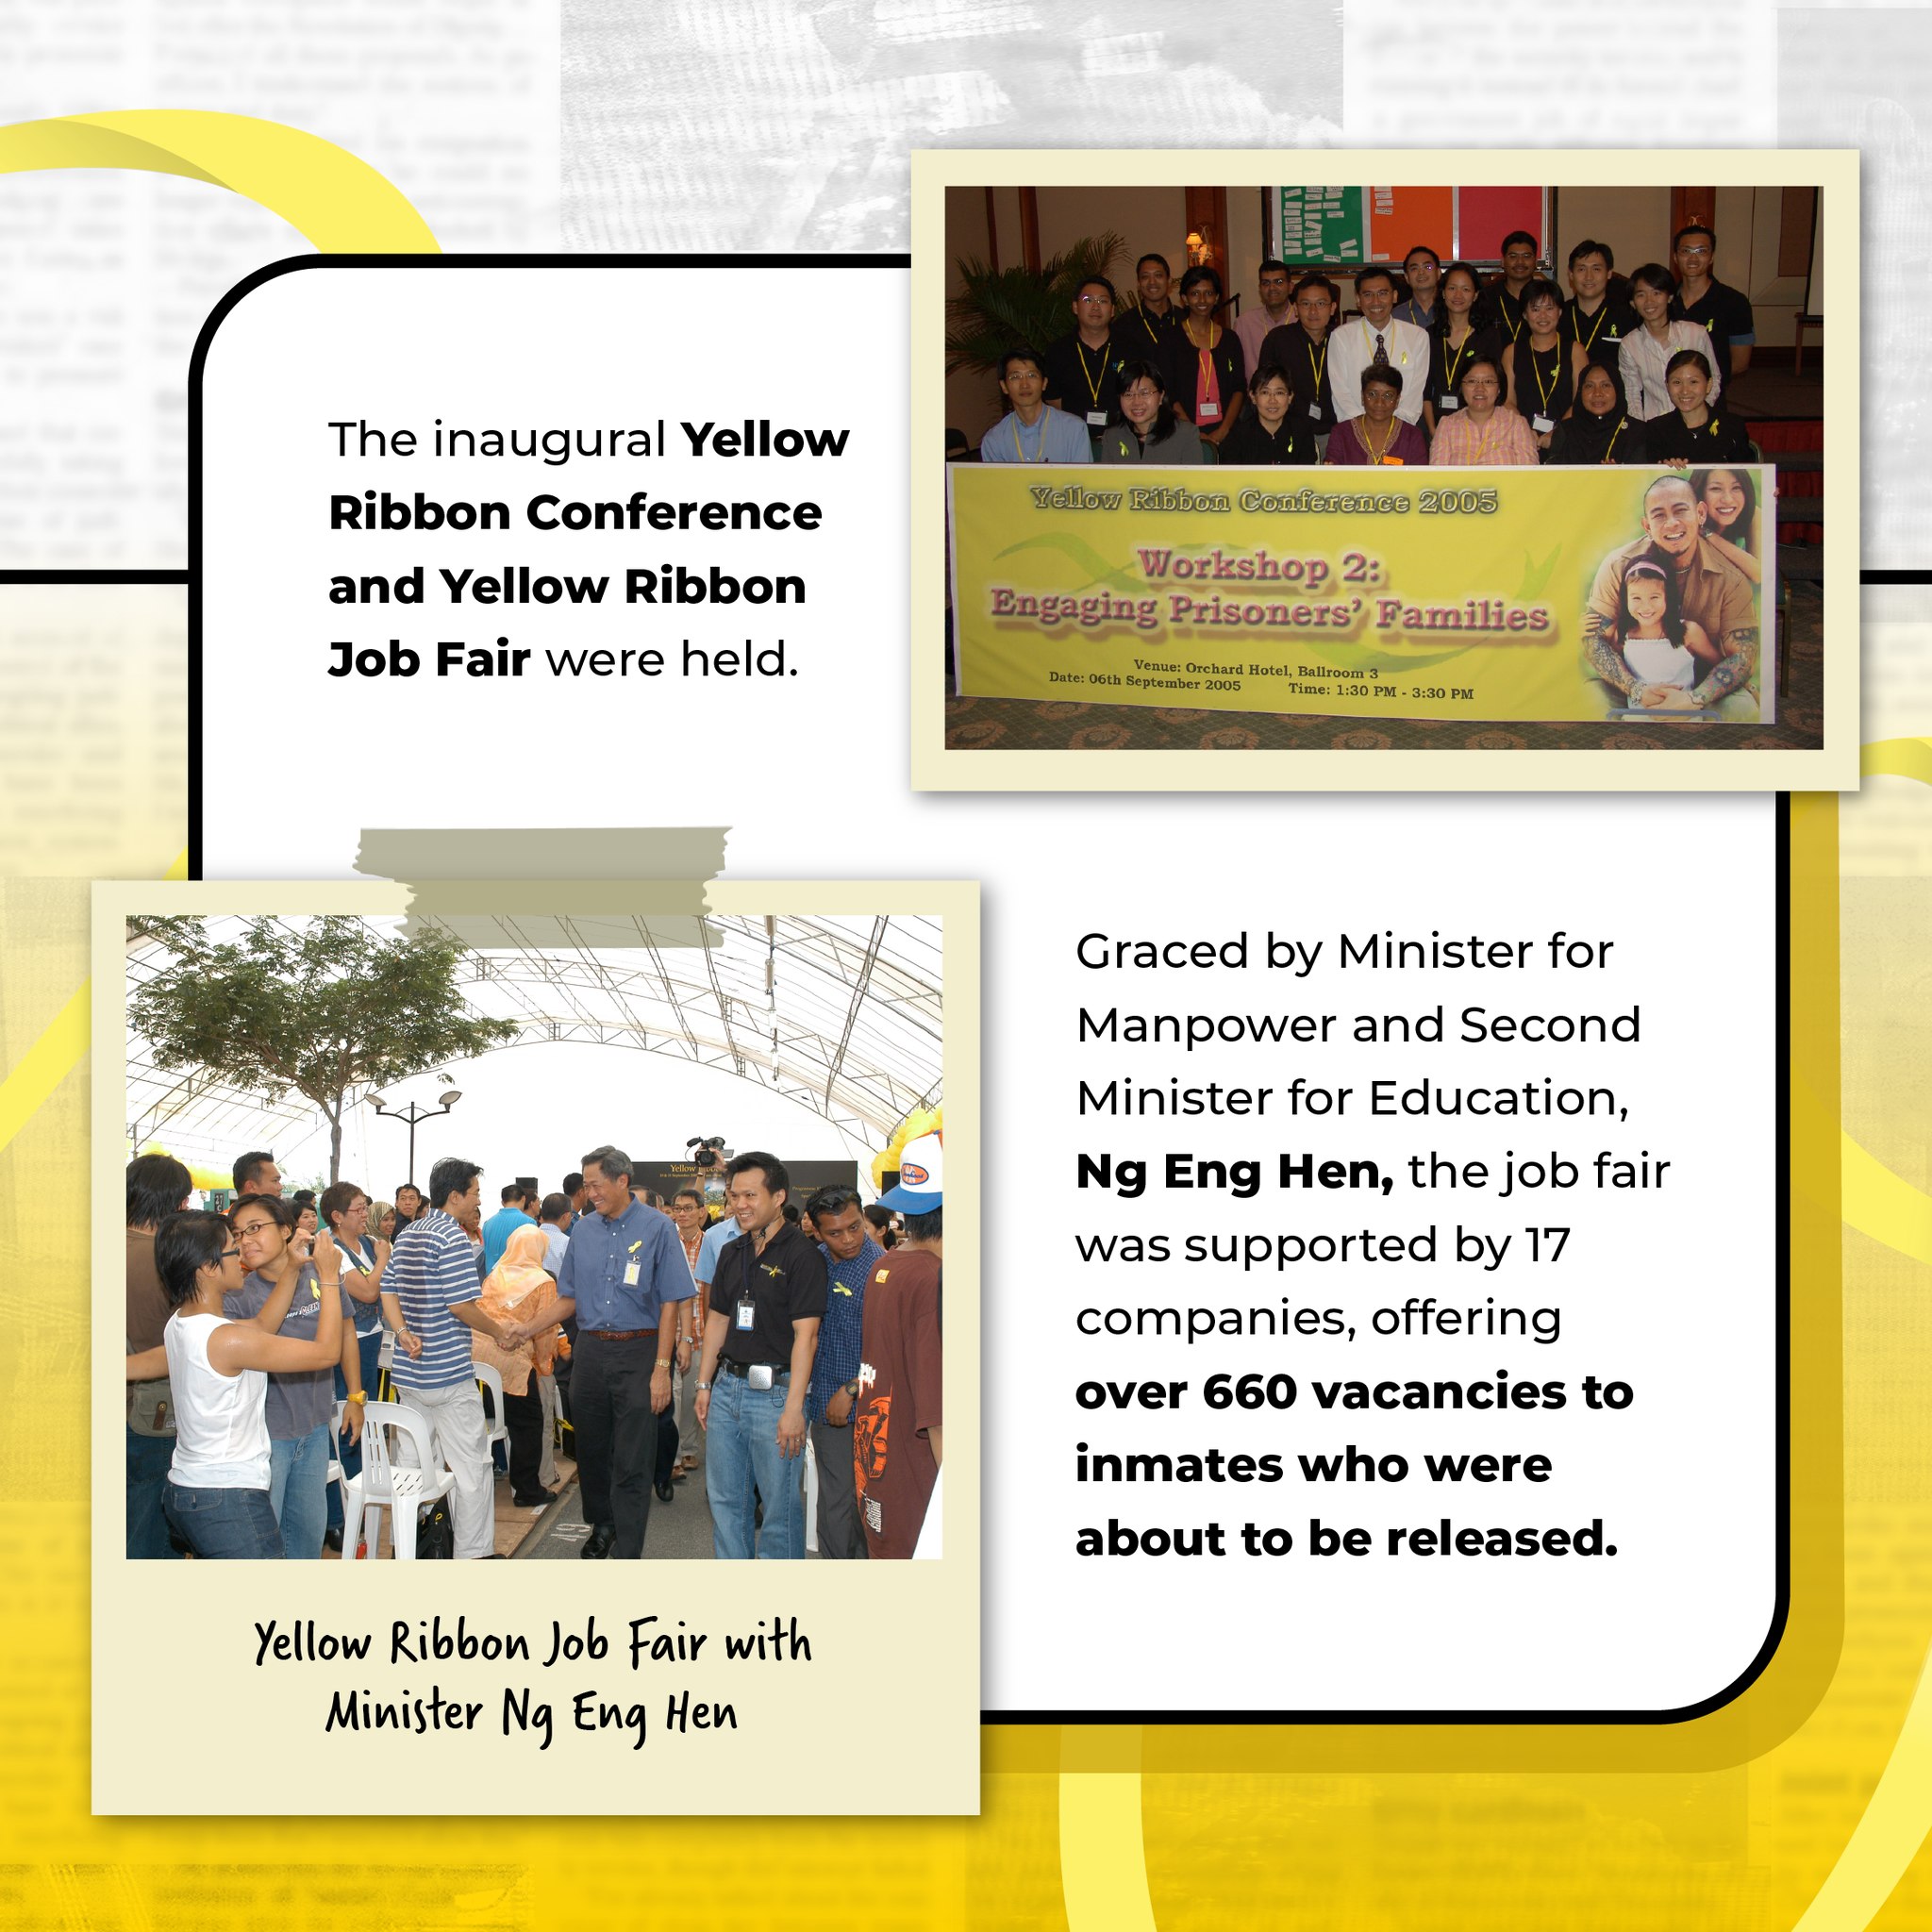 The inaugural Yellow
Ribbon Conference
and Yellow Ribbon
Job Fair were held.
Yellow Ribbon Conference 2005
Workshop 2:
Engaging Prisoners' Families
Venue: Orchard Hotel, Ballroom 3
Date: 06th September 2005 Time: 1:30 PM - 3:30 PM
Graced by Minister for
Manpower and Second
Minister for Education,
Ng Eng Hen, the job fair
was supported by 17
companies, offering
over 660 vacancies to
inmates who were
about to be released.
Yellow
Yellow Ribbon Job Fair with
Minister Ng Eng Hen